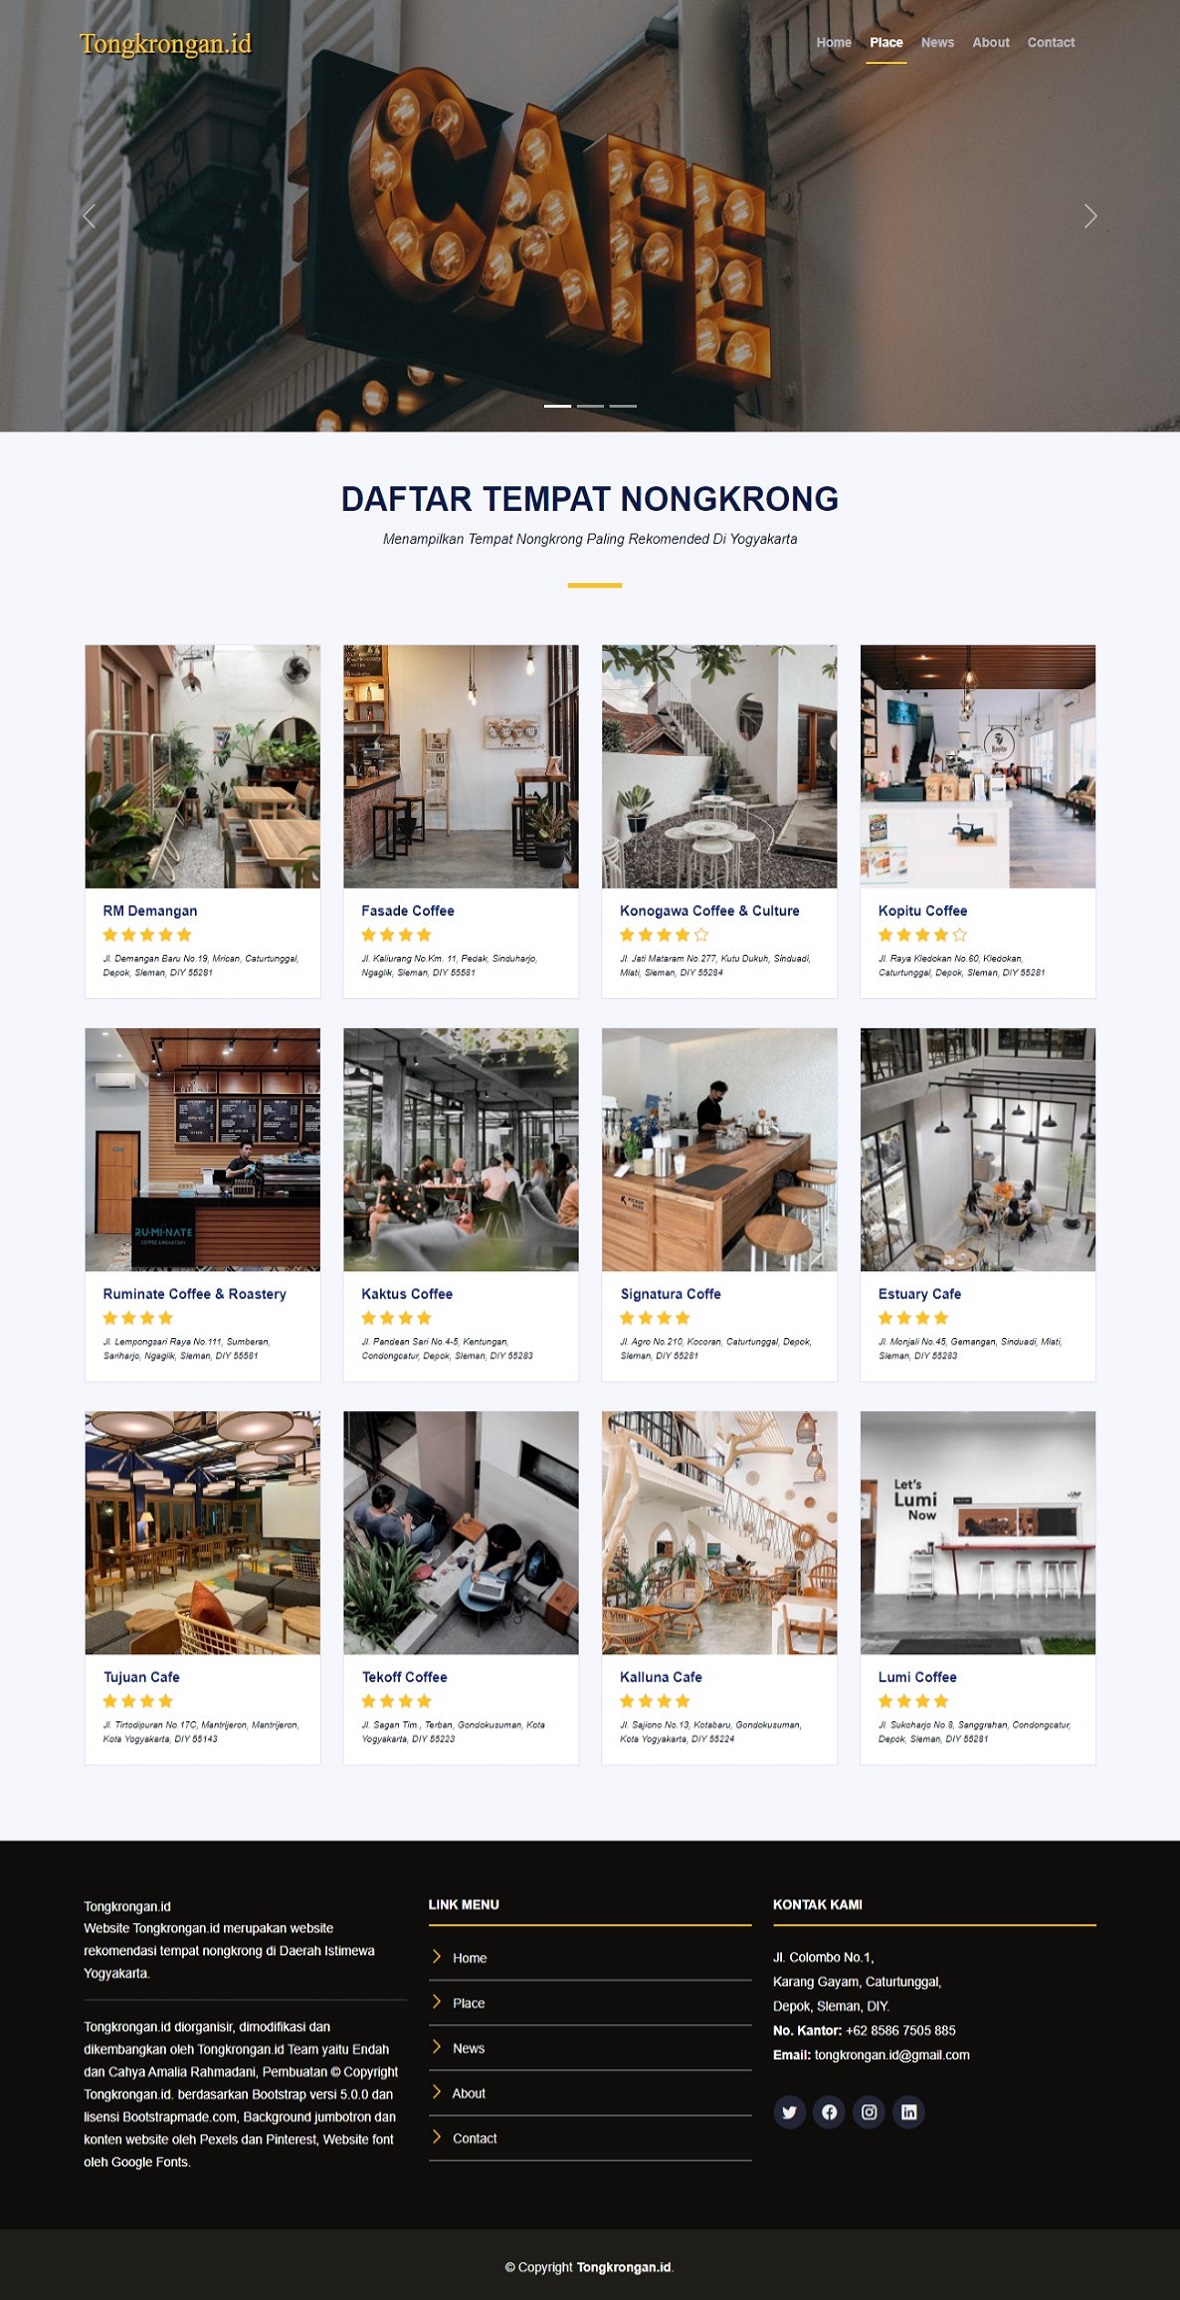 Tongkrongan.id
Home Place News About Contact
CAFE
DAFTAR TEMPAT NONGKRONG
Menampilkan Tempat Nongkrong Paling Rekomended Di Yogyakarta
Kopitu
RM Demangan
Jl. Demangan Baru No.19, Mrican, Caturtunggal,
Depok, Sleman, DIY 55281
Fasade Coffee
Jl. Kaliurang No.Km. 11, Pedak, Sinduharjo,
Ngaglik, Sleman, DIY 55581
Konogawa Coffee & Culture
Jl. Jati Mataram No.277, Kutu Dukuh, Sinduadi,
Mlati, Sleman, DIY 55284
Kopitu Coffee
Jl. Raya Kledokan No.60, Kledokan,
Caturtunggal, Depok, Sleman, DIY 55281
RU·MI·NATE
COFFEE & ROASTERY
Ruminate Coffee & Roastery
Jl. Lempongsari Raya No.111, Sumberan,
Sariharjo, Ngaglik, Sleman, DIY 55581
Kaktus Coffee
Jl. Pandean Sari No.4-5, Kentungan,
Condongcatur, Depok, Sleman, DIY 55283
Signatura Coffe
Jl. Agro No.210, Kocoran, Caturtunggal, Depok,
Sleman, DIY 55281
Estuary Cafe
Jl. Monjali No.45, Gemangan, Sinduadi, Mlati,
Sleman, DIY 55283
Let's
Lumi
Now
Tujuan Cafe
Jl. Tirtodipuran No.17C, Mantrijeron, Mantrijeron,
Kota Yogyakarta, DIY 55143
Tekoff Coffee
Jl. Sagan Tim., Terban, Gondokusuman, Kota
Yogyakarta, DIY 55223
Kalluna Cafe
Jl. Sajiono No.13, Kotabaru, Gondokusuman,
Kota Yogyakarta, DIY 55224
Lumi Coffee
Jl. Sukoharjo No.8, Sanggrahan, Condongcatur,
Depok, Sleman, DIY 55281
Tongkrongan.id
Website Tongkrongan.id merupakan website
rekomendasi tempat nongkrong di Daerah Istimewa
Yogyakarta.
Tongkrongan.id diorganisir, dimodifikasi dan
dikembangkan oleh Tongkrongan.id Team yaitu Endah
dan Cahya Amalia Rahmadani, Pembuatan © Copyright
Tongkrongan.id. berdasarkan Bootstrap versi 5.0.0 dan
lisensi Bootstrapmade.com, Background jumbotron dan
konten website oleh Pexels dan Pinterest, Website font
oleh Google Fonts.
LINK MENU
Home
Place
News
About
Contact
KONTAK KAMI
Jl. Colombo No.1,
Karang Gayam, Caturtunggal,
Depok, Sleman, DIY.
No. Kantor: +62 8586 7505 885
Email: tongkrongan.id@gmail.com
© Copyright Tongkrongan.id.